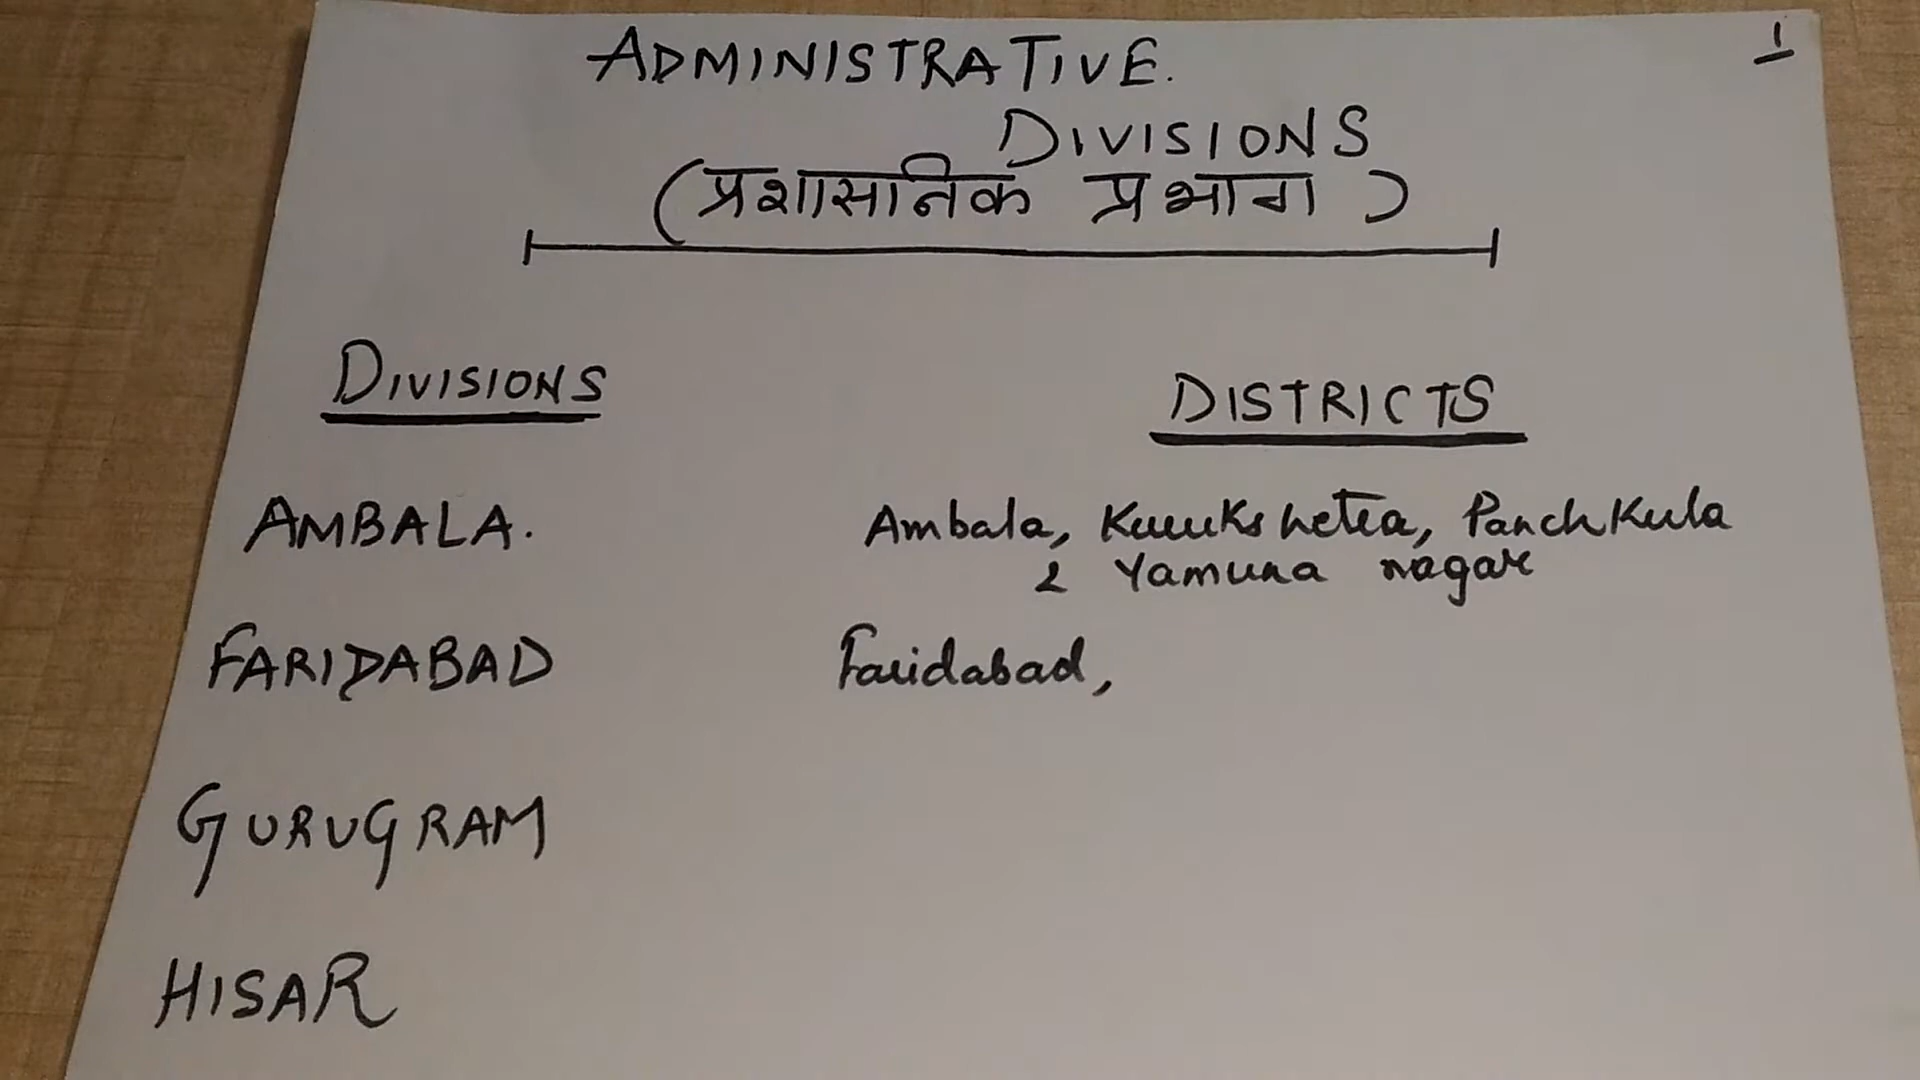 1
ADMINISTRATIVE.
DIVISIONS
(प्रशासनिक प्रभाग)
DIVISIONS
DISTRICTS
AMBALA.
Ambala, Kurukshetra, PanchKula
& Yamuna nagar
FARIDABAD
Faridabad,
GURUGRAM
HISAR